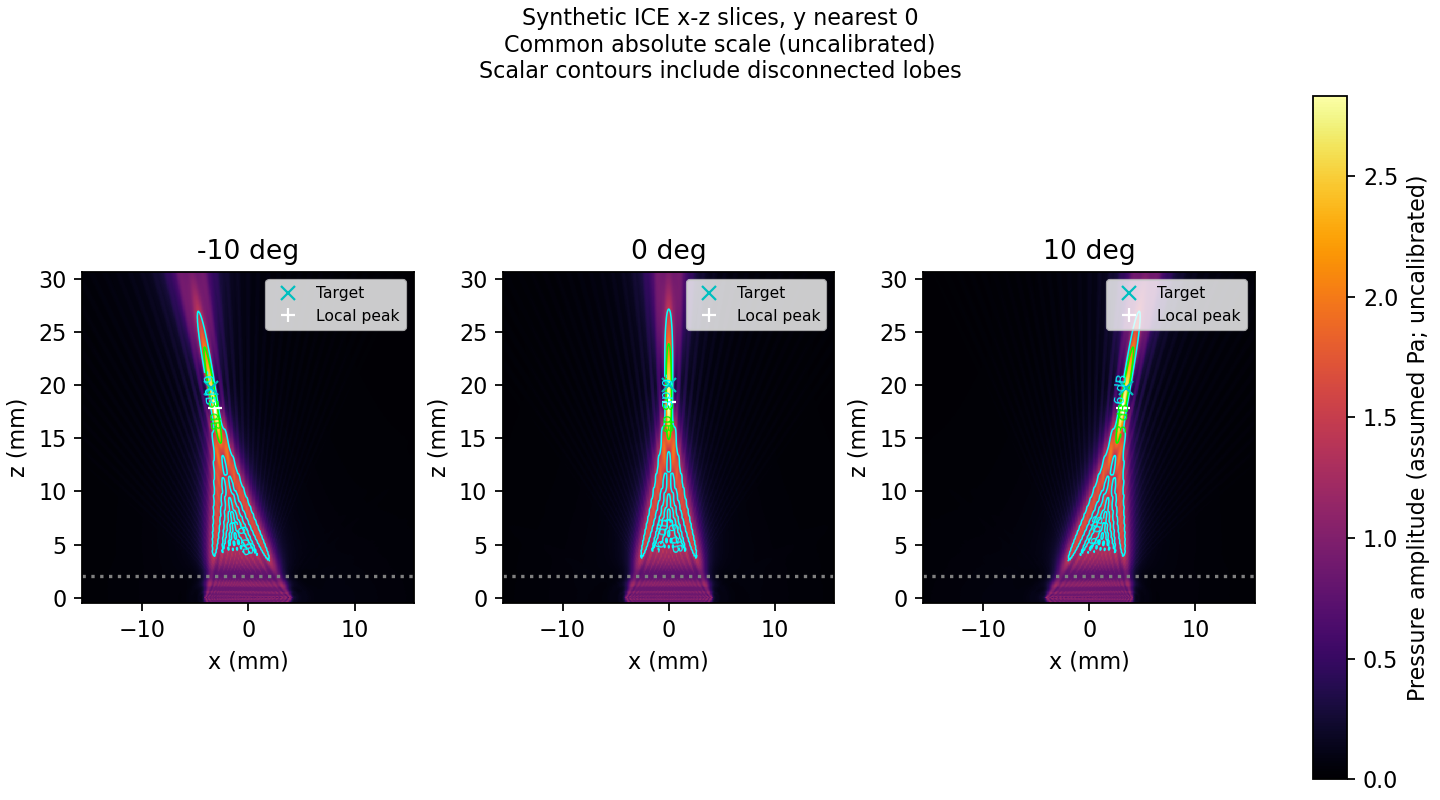 Synthetic ICE x-z slices, y nearest 0
Common absolute scale (uncalibrated)
Scalar contours include disconnected lobes
-10 deg
0 deg
10 deg
Target
Local peak
Target
Local peak
Target
Local peak
z (mm)
30
25
20
15
10
5
0
−10
0
10
x (mm)
z (mm)
30
25
20
15
10
5
0
−10
0
10
x (mm)
z (mm)
30
25
20
15
10
5
0
−10
0
10
x (mm)
2.5
2.0
1.5
1.0
0.5
0.0
Pressure amplitude (assumed Pa; uncalibrated)